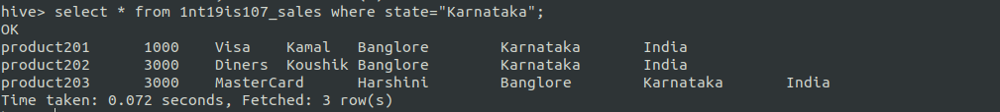 hive> select * from 1nt19is107_sales where state="Karnataka";
OK
product201 1000 Visa Kamal Banglore Karnataka India
product202 3000 Diners Koushik Banglore Karnataka India
product203 3000 MasterCard Harshini Banglore Karnataka India
Time taken: 0.072 seconds, Fetched: 3 row(s)